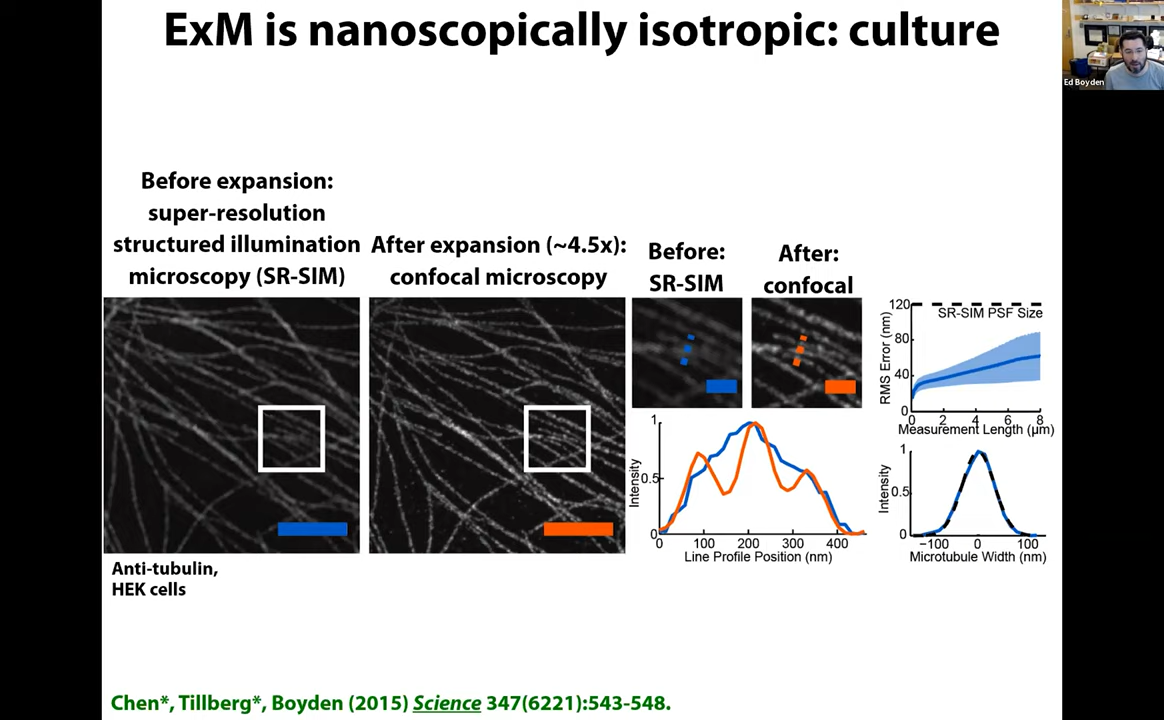 ExM is nanoscopically isotropic: culture
Ed Boyden
Before expansion:
super-resolution
structured illumination
microscopy (SR-SIM)
After expansion (~4.5x):
confocal microscopy
Before:
SR-SIM
After:
confocal
120
80
40
0
RMS Error (nm)
SR-SIM PSF Size
0 2 4 6 8
Measurement Length (µm)
1
0.5
0
Intensity
0 100 200 300 400
Line Profile Position (nm)
1
0.5
0
Intensity
−100 0 100
Microtubule Width (nm)
Anti-tubulin,
HEK cells
Chen*, Tillberg*, Boyden (2015) Science 347(6221):543-548.